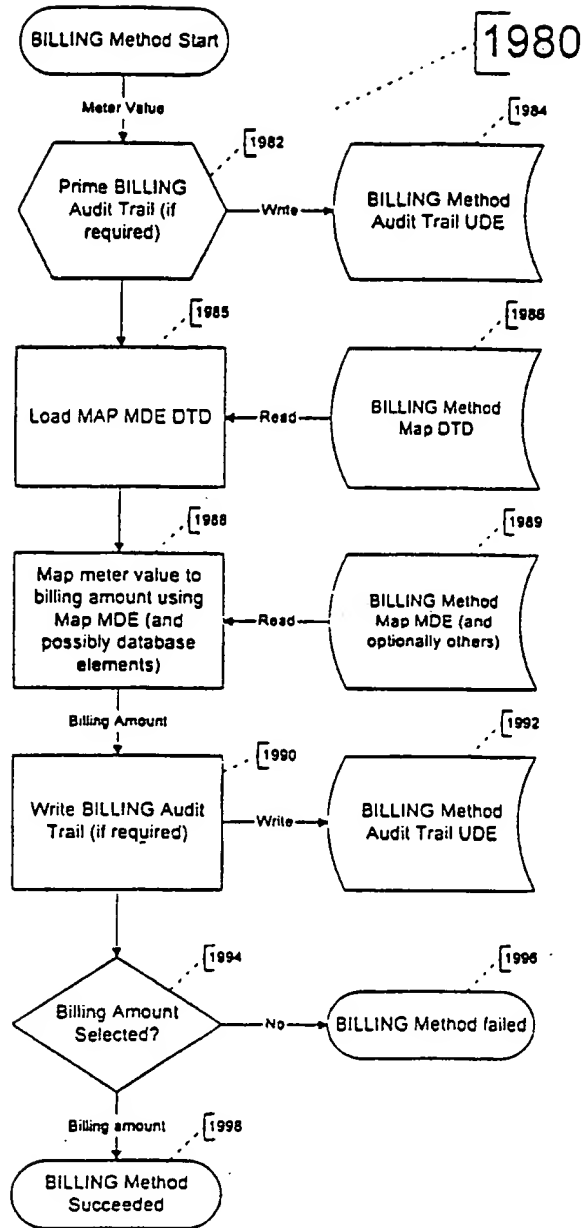 BILLING Method Start
1980
Meter Value
1982
1984
Prime BILLING
Audit Trail (if
required)
Write
BILLING Method
Audit Trail UDE
1985
1986
Load MAP MDE DTD
Read
BILLING Method
Map DTD
1988
1989
Map meter value to
billing amount using
Map MDE (and
possibly database
elements)
Read
BILLING Method
Map MDE (and
optionally others)
Billing Amount
1990
1992
Write BILLING Audit
Trail (if required)
Write
BILLING Method
Audit Trail UDE
1994
1996
Billing Amount
Selected?
No
BILLING Method failed
Billing amount
1998
BILLING Method
Succeeded